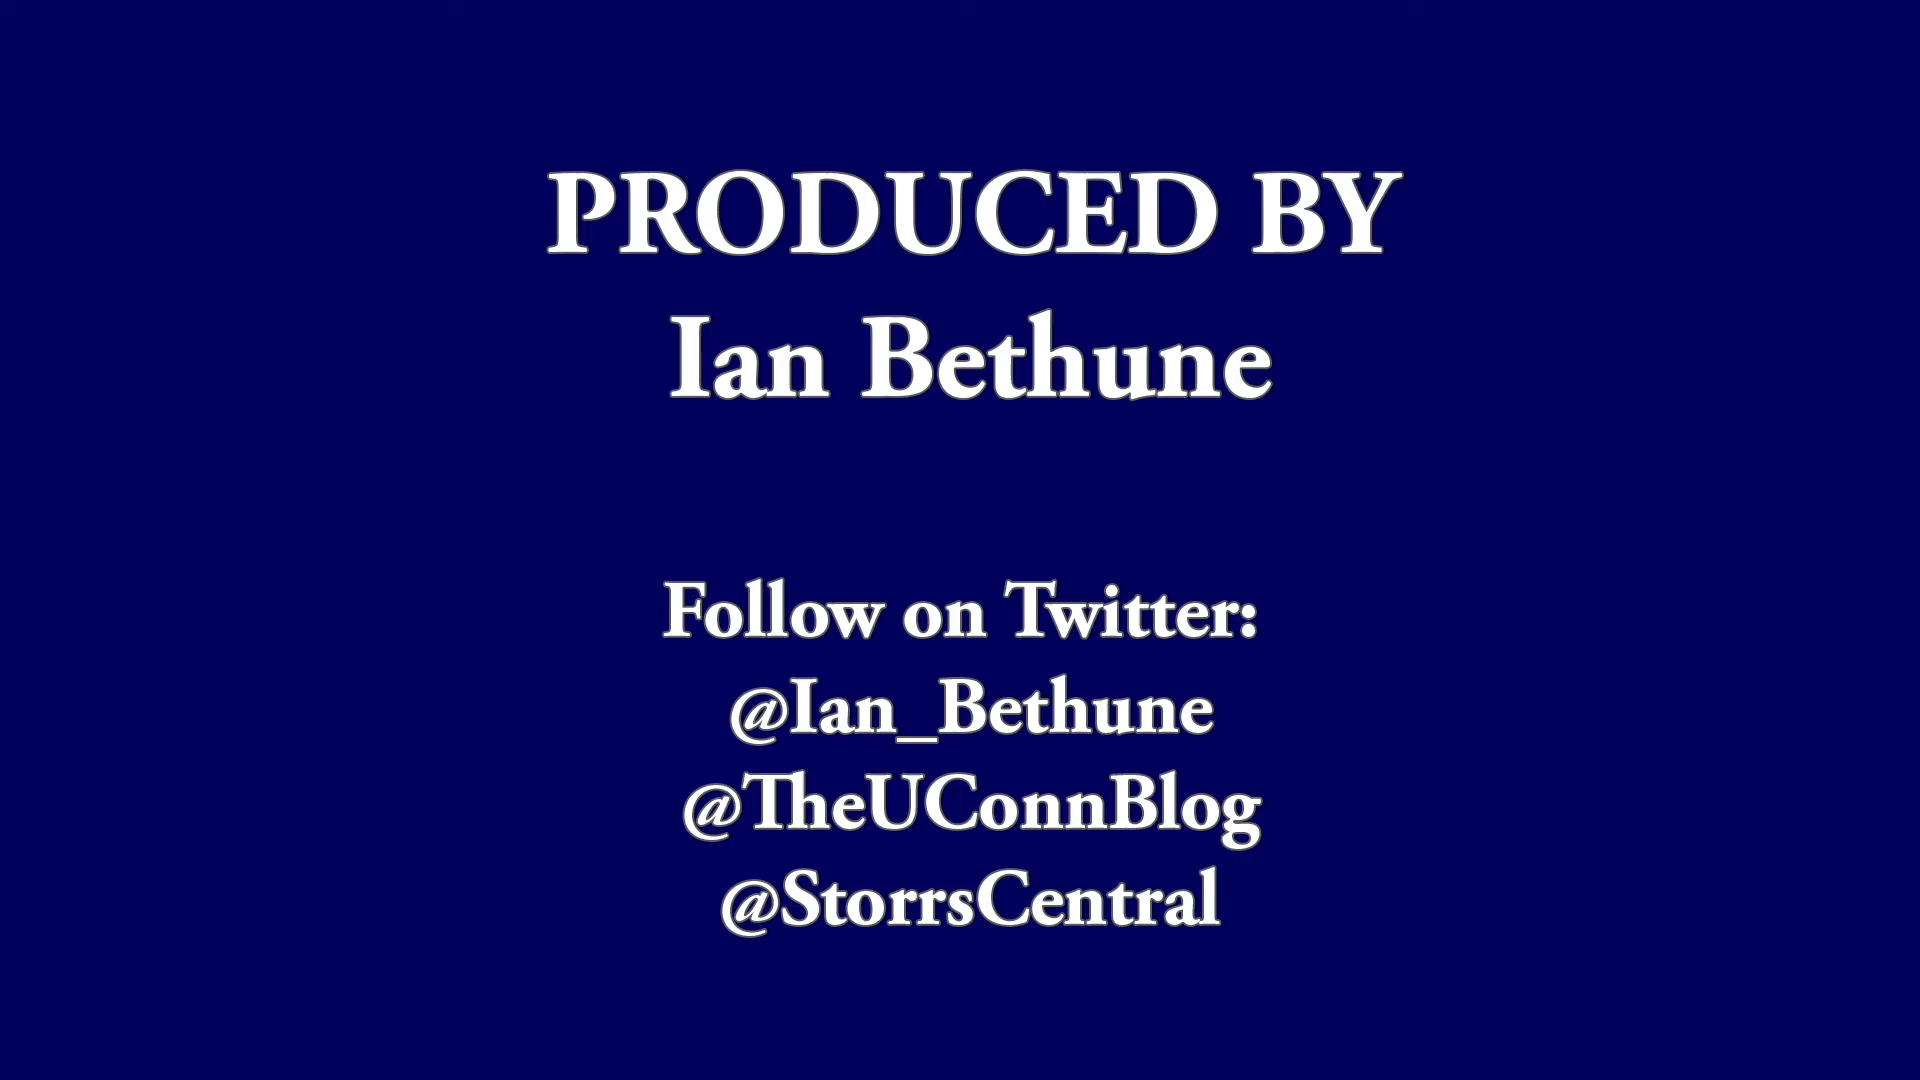 PRODUCED BY
Ian Bethune
Follow on Twitter:
@Ian_Bethune
@TheUConnBlog
@StorrsCentral